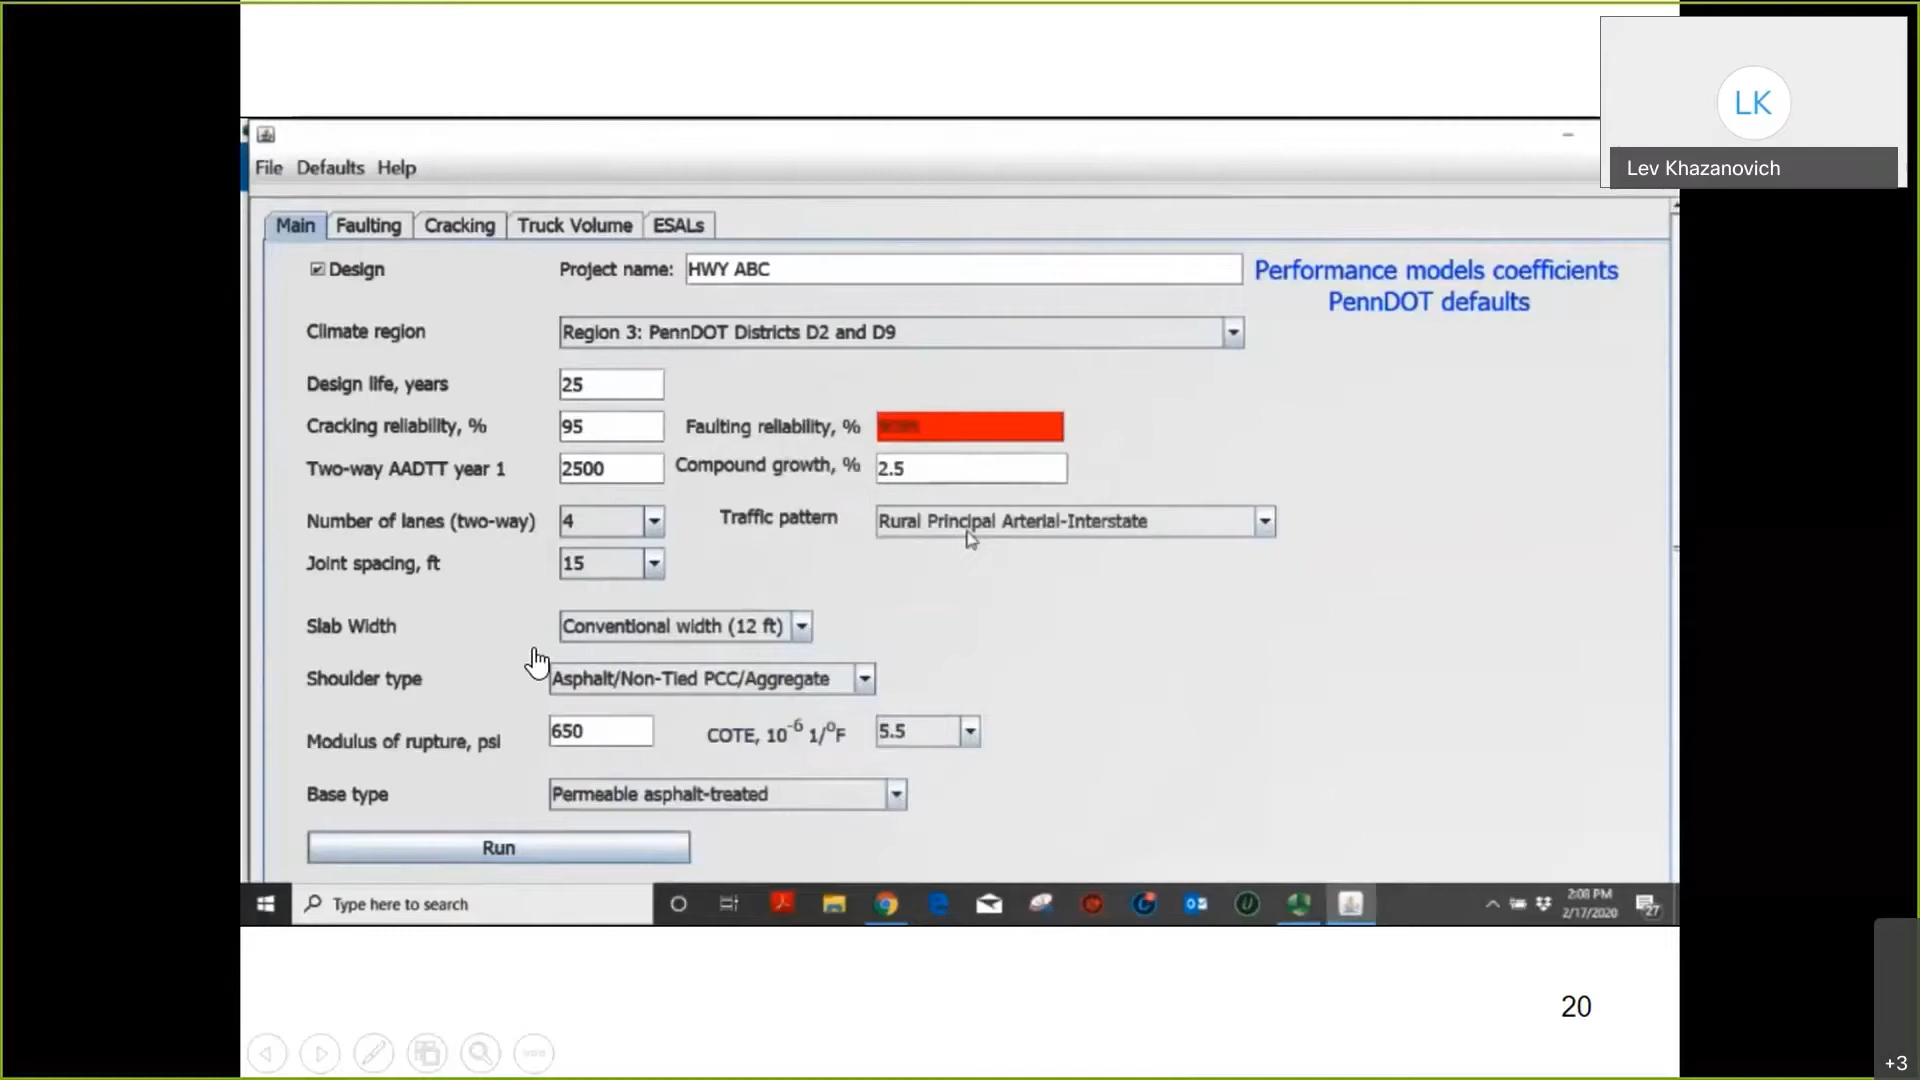 LK
Lev Khazanovich
File Defaults Help
Main Faulting Cracking Truck Volume ESALs
Design Project name: HWY ABC
Performance models coefficients
PennDOT defaults
Climate region Region 3: PennDOT Districts D2 and D9
Design life, years 25
Cracking reliability, % 95 Faulting reliability, %
Two-way AADTT year 1 2500 Compound growth, % 2.5
Number of lanes (two-way) 4 Traffic pattern Rural Principal Arterial-Interstate
Joint spacing, ft 15
Slab Width Conventional width (12 ft)
Shoulder type Asphalt/Non-Tied PCC/Aggregate
Modulus of rupture, psi 650 COTE, 10⁻⁶ 1/⁰F 5.5
Base type Permeable asphalt-treated
Run
Type here to search
2:08 PM
2/17/2020
27
20
+3